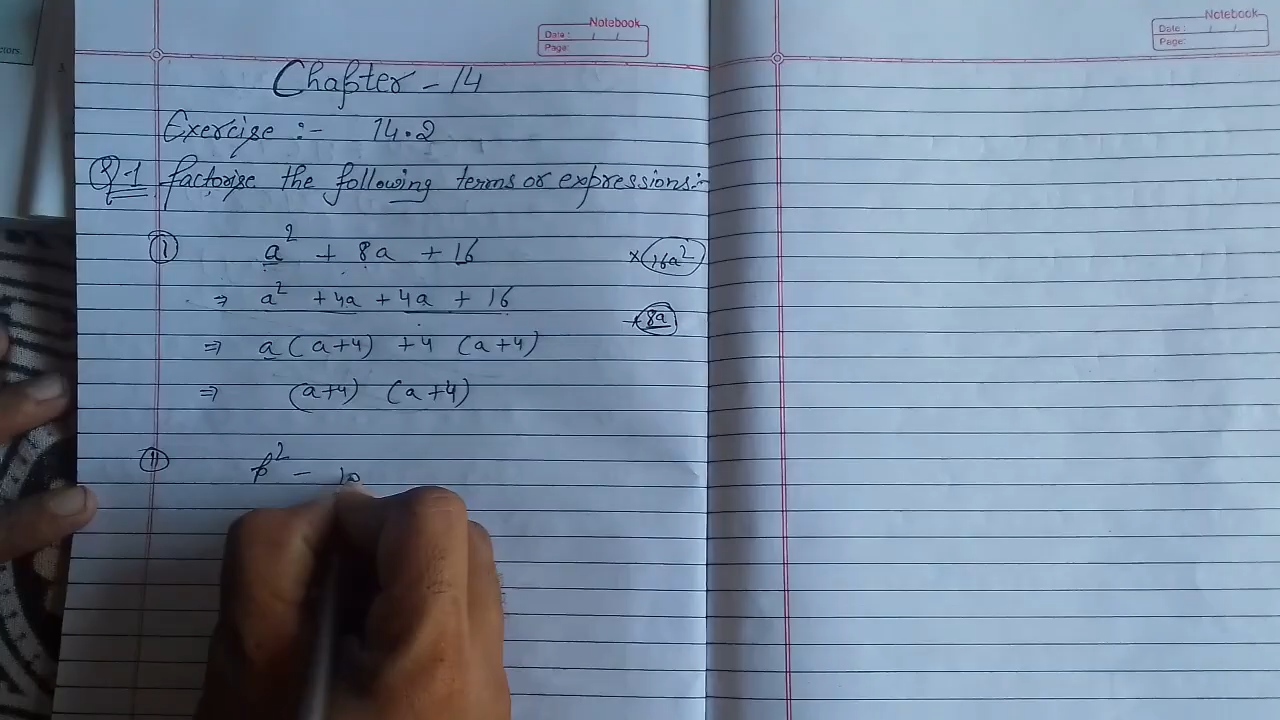 Notebook
Date: / /
Page:
Notebook
Date: / /
Page:
Chapter - 14
Exercise :- 14.2
Q-1 factorise the following terms or expressions:-
(i) a² + 8a + 16
×16a²
⇒ a² + 4a + 4a + 16
+8a
⇒ a (a+4) +4 (a+4)
⇒ (a+4) (a+4)
(ii) p² - 10